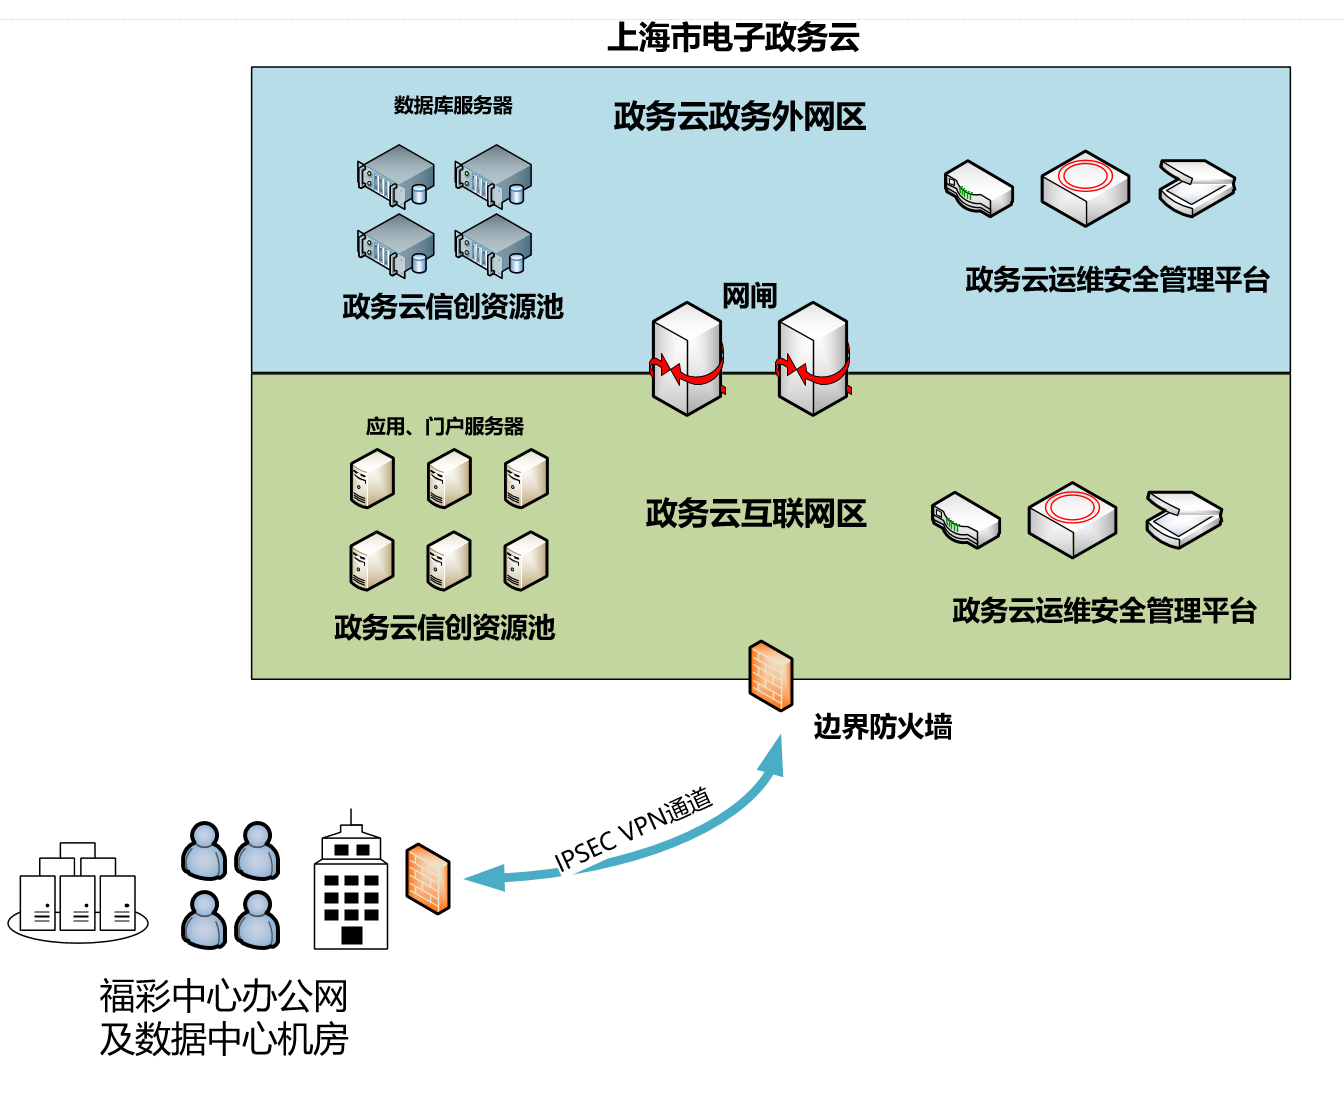 上海市电子政务云
数据库服务器
政务云政务外网区
政务云信创资源池
政务云运维安全管理平台
网闸
应用、门户服务器
政务云互联网区
政务云信创资源池
政务云运维安全管理平台
边界防火墙
IPSEC VPN通道
福彩中心办公网
及数据中心机房